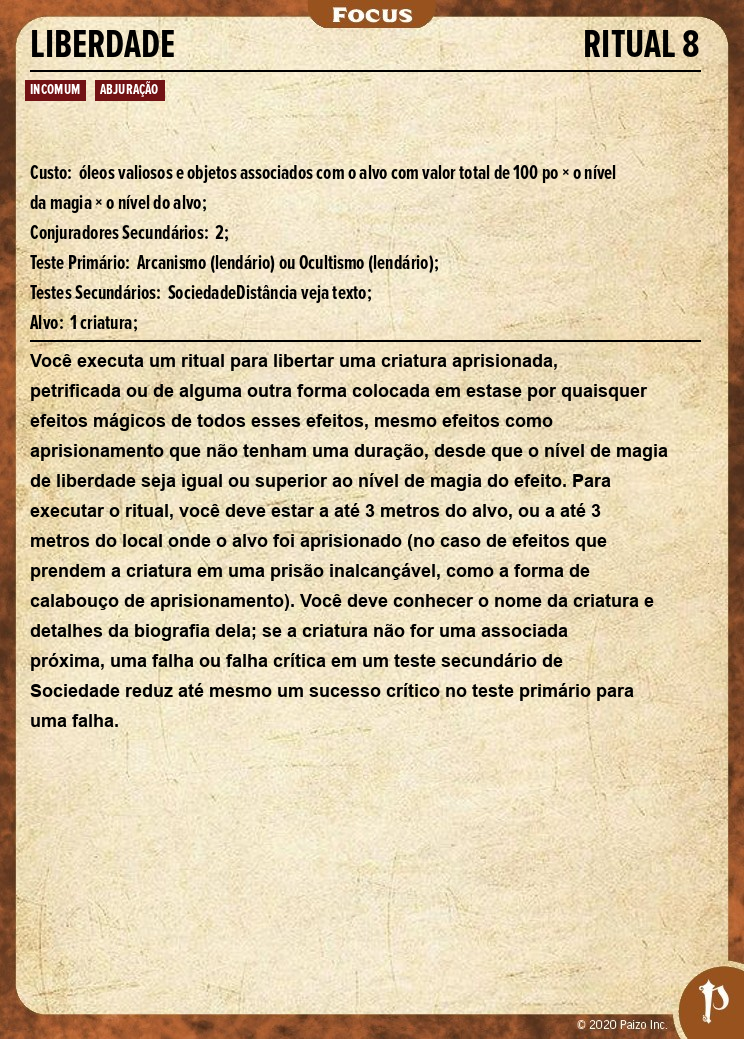 Focus
LIBERDADE RITUAL 8
INCOMUM ABJURAÇÃO
Custo: óleos valiosos e objetos associados com o alvo com valor total de 100 po × o nível
da magia × o nível do alvo;
Conjuradores Secundários: 2;
Teste Primário: Arcanismo (lendário) ou Ocultismo (lendário);
Testes Secundários: SociedadeDistância veja texto;
Alvo: 1 criatura;
Você executa um ritual para libertar uma criatura aprisionada,
petrificada ou de alguma outra forma colocada em estase por quaisquer
efeitos mágicos de todos esses efeitos, mesmo efeitos como
aprisionamento que não tenham uma duração, desde que o nível de magia
de liberdade seja igual ou superior ao nível de magia do efeito. Para
executar o ritual, você deve estar a até 3 metros do alvo, ou a até 3
metros do local onde o alvo foi aprisionado (no caso de efeitos que
prendem a criatura em uma prisão inalcançável, como a forma de
calabouço de aprisionamento). Você deve conhecer o nome da criatura e
detalhes da biografia dela; se a criatura não for uma associada
próxima, uma falha ou falha crítica em um teste secundário de
Sociedade reduz até mesmo um sucesso crítico no teste primário para
uma falha.
P
© 2020 Paizo Inc.